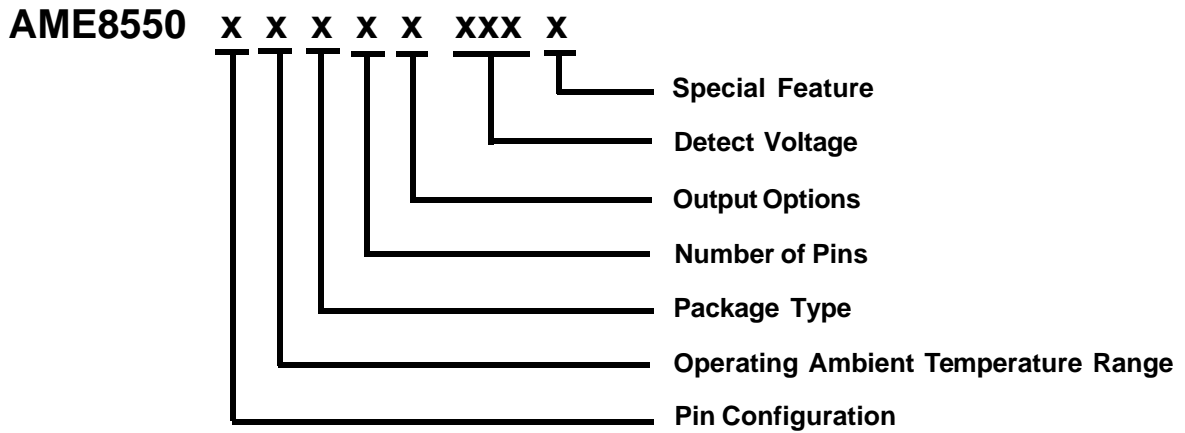 AME8550 x x x x x xxx x
Special Feature
Detect Voltage
Output Options
Number of Pins
Package Type
Operating Ambient Temperature Range
Pin Configuration